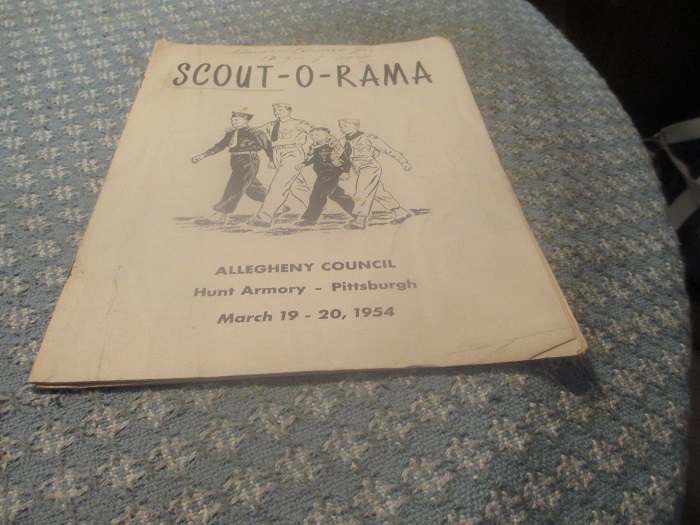 SCOUT-O-RAMA
ALLEGHENY COUNCIL
Hunt Armory - Pittsburgh
March 19 - 20, 1954